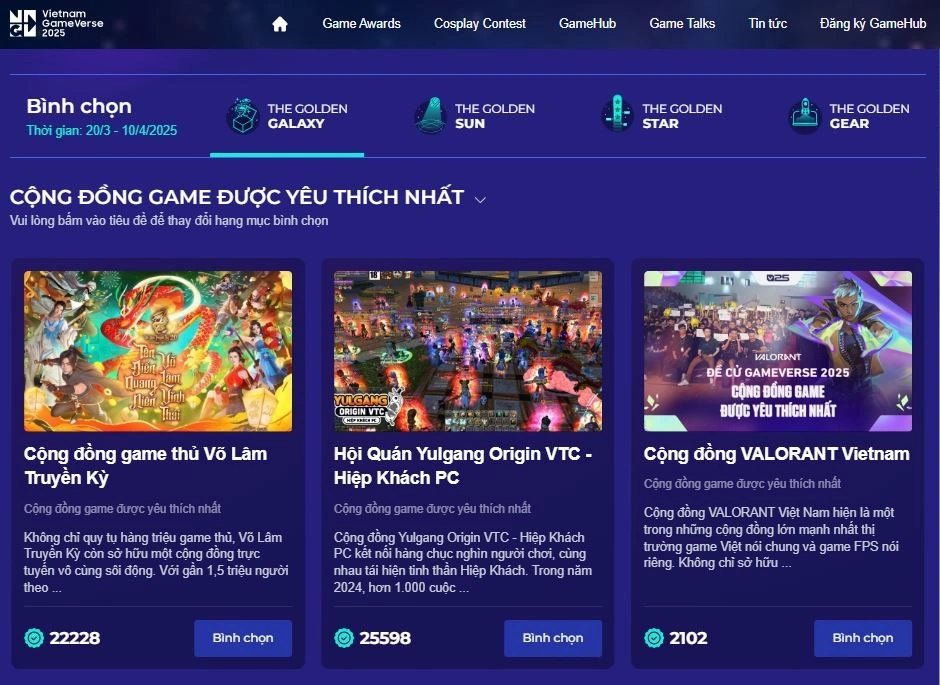 Vietnam
GameVerse
2025
Game Awards
Cosplay Contest
GameHub
Game Talks
Tin tức
Đăng ký GameHub
Bình chọn
Thời gian: 20/3 - 10/4/2025
THE GOLDEN
GALAXY
THE GOLDEN
SUN
THE GOLDEN
STAR
THE GOLDEN
GEAR
CỘNG ĐỒNG GAME ĐƯỢC YÊU THÍCH NHẤT
Vui lòng bấm vào tiêu đề để thay đổi hạng mục bình chọn
Tân Võ
Điên Lâm
Quang Vinh
Niên Thái
Cộng đồng game thủ Võ Lâm
Truyền Kỳ
Cộng đồng game được yêu thích nhất
Không chỉ quy tụ hàng triệu game thủ, Võ Lâm
Truyền Kỳ còn sở hữu một cộng đồng trực
tuyến vô cùng sôi động. Với gần 1,5 triệu người
theo ...
22228
Bình chọn
18
YULGANG
ORIGIN VTC
HIỆP KHÁCH PC
Hội Quán Yulgang Origin VTC -
Hiệp Khách PC
Cộng đồng game được yêu thích nhất
Cộng đồng Yulgang Origin VTC - Hiệp Khách
PC kết nối hàng chục nghìn người chơi, cùng
nhau tái hiện tinh thần Hiệp Khách. Trong năm
2024, hơn 1.000 cuộc ...
25598
Bình chọn
V25
VALORANT
ĐỀ CỬ GAMEVERSE 2025
CỘNG ĐỒNG GAME
ĐƯỢC YÊU THÍCH NHẤT
Cộng đồng VALORANT Vietnam
Cộng đồng game được yêu thích nhất
Cộng đồng VALORANT Việt Nam hiện là một
trong những cộng đồng lớn mạnh nhất thị
trường game Việt nói chung và game FPS nói
riêng. Không chỉ sở hữu ...
2102
Bình chọn